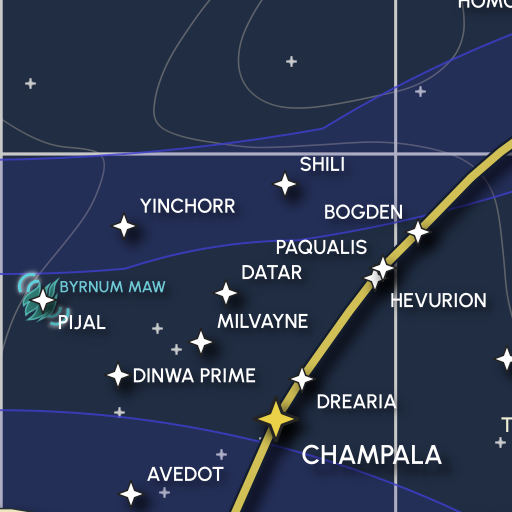 HOMO
SHILI
YINCHORR
BOGDEN
PAQUALIS
DATAR
BYRNUM MAW
HEVURION
PIJAL
MILVAYNE
DINWA PRIME
DREARIA
T
CHAMPALA
AVEDOT